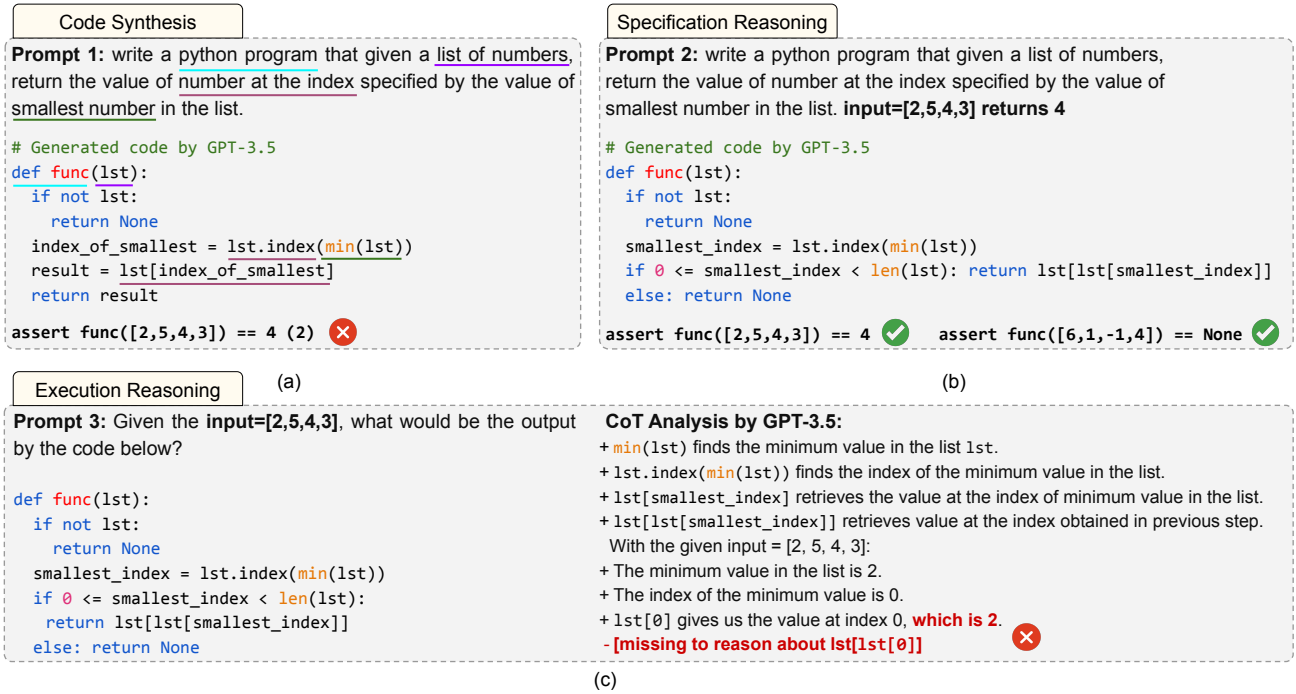 Code Synthesis
Prompt 1: write a python program that given a list of numbers,
return the value of number at the index specified by the value of
smallest number in the list.
# Generated code by GPT-3.5
def func(lst):
if not lst:
return None
index_of_smallest = lst.index(min(lst))
result = lst[index_of_smallest]
return result
assert func([2,5,4,3]) == 4 (2)
(a)
Specification Reasoning
Prompt 2: write a python program that given a list of numbers,
return the value of number at the index specified by the value of
smallest number in the list. input=[2,5,4,3] returns 4
# Generated code by GPT-3.5
def func(lst):
if not lst:
return None
smallest_index = lst.index(min(lst))
if 0 <= smallest_index < len(lst): return lst[lst[smallest_index]]
else: return None
assert func([2,5,4,3]) == 4 assert func([6,1,-1,4]) == None
(b)
Execution Reasoning
Prompt 3: Given the input=[2,5,4,3], what would be the output
by the code below?
def func(lst):
if not lst:
return None
smallest_index = lst.index(min(lst))
if 0 <= smallest_index < len(lst):
return lst[lst[smallest_index]]
else: return None
CoT Analysis by GPT-3.5:
+ min(lst) finds the minimum value in the list lst.
+ lst.index(min(lst)) finds the index of the minimum value in the list.
+ lst[smallest_index] retrieves the value at the index of minimum value in the list.
+ lst[lst[smallest_index]] retrieves value at the index obtained in previous step.
With the given input = [2, 5, 4, 3]:
+ The minimum value in the list is 2.
+ The index of the minimum value is 0.
+ lst[0] gives us the value at index 0, which is 2.
- [missing to reason about lst[lst[0]]
(c)